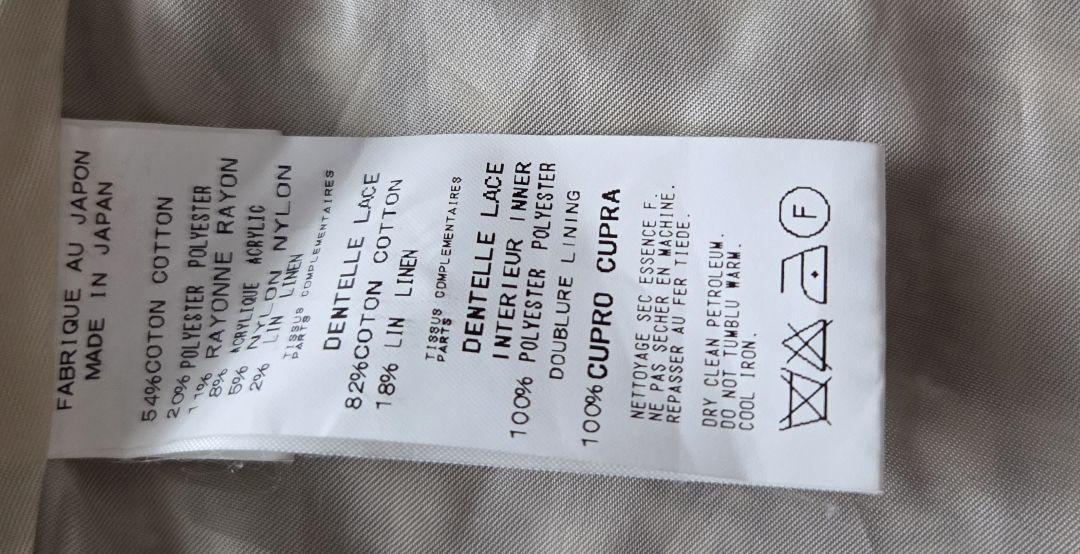 FABRIQUE AU JAPON
MADE IN JAPAN
54%COTON COTTON
20% POLYESTER POLYESTER
11% RAYONNE RAYON
8% ACRYLIQUE ACRYLIC
5% NYLON NYLON
2% LIN LINEN
TISSUS COMPLEMENTAIRES
PARTS
DENTELLE LACE
82%COTON COTTON
18% LIN LINEN
TISSUS COMPLEMENTAIRES
PARTS
DENTELLE LACE
INTERIEUR INNER
100% POLYESTER POLYESTER
DOUBLURE LINING
100%CUPRO CUPRA
NETTOYAGE SEC ESSENCE F.
NE PAS SECHER EN MACHINE.
REPASSER AU FER TIEDE.
DRY CLEAN PETROLEUM.
DO NOT TUMBLU WARM.
COOL IRON.
F